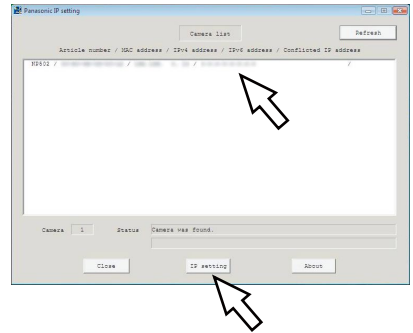 Panasonic IP setting
Camera list
Refresh
Article number / MAC address / IPv4 address / IPv6 address / Conflicted IP address
NP502 / / / /
Camera 1 Status Camera was found.
Close IP setting About